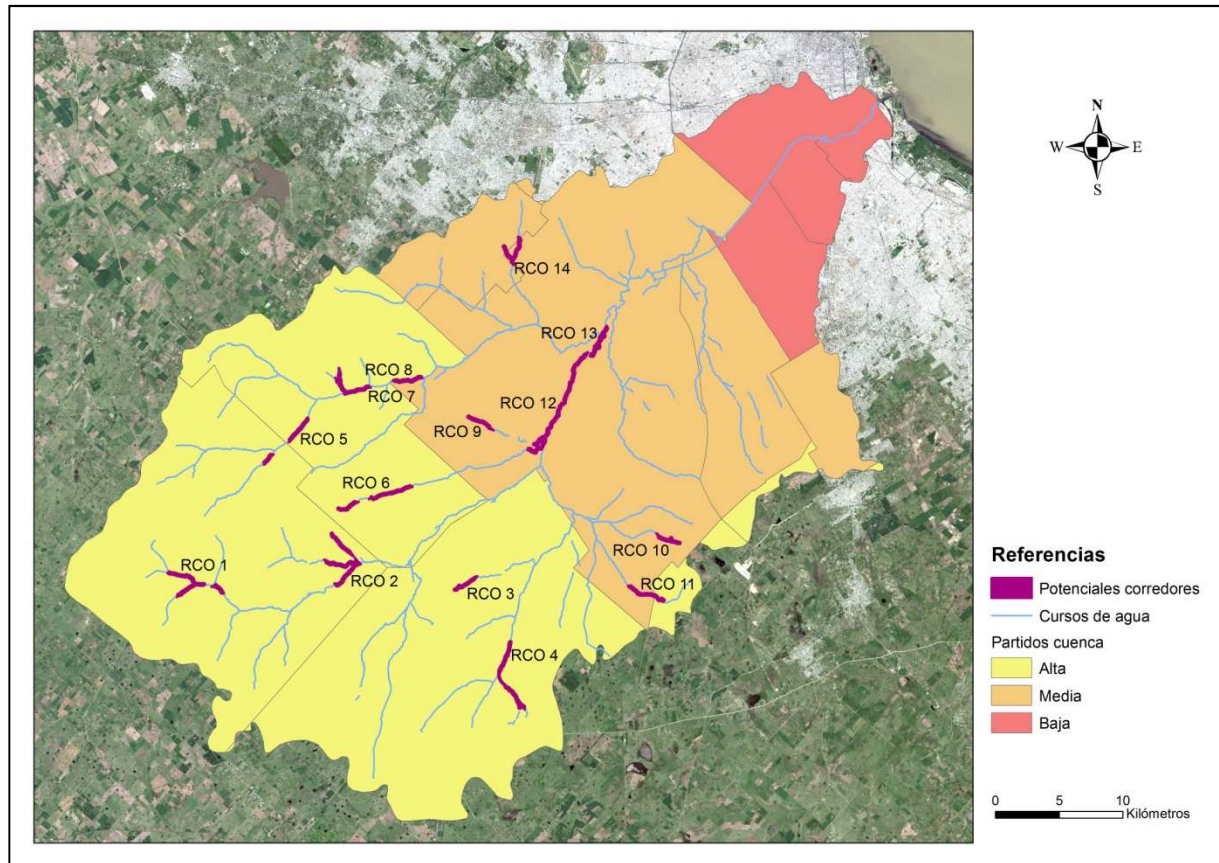 N
W E
S
RCO 14
RCO 13
RCO 8
RCO 7
RCO 12
RCO 9
RCO 5
RCO 6
RCO 10
RCO 1
RCO 2
RCO 3
RCO 11
RCO 4
Referencias
Potenciales corredores
Cursos de agua
Partidos cuenca
Alta
Media
Baja
0 5 10
Kilómetros